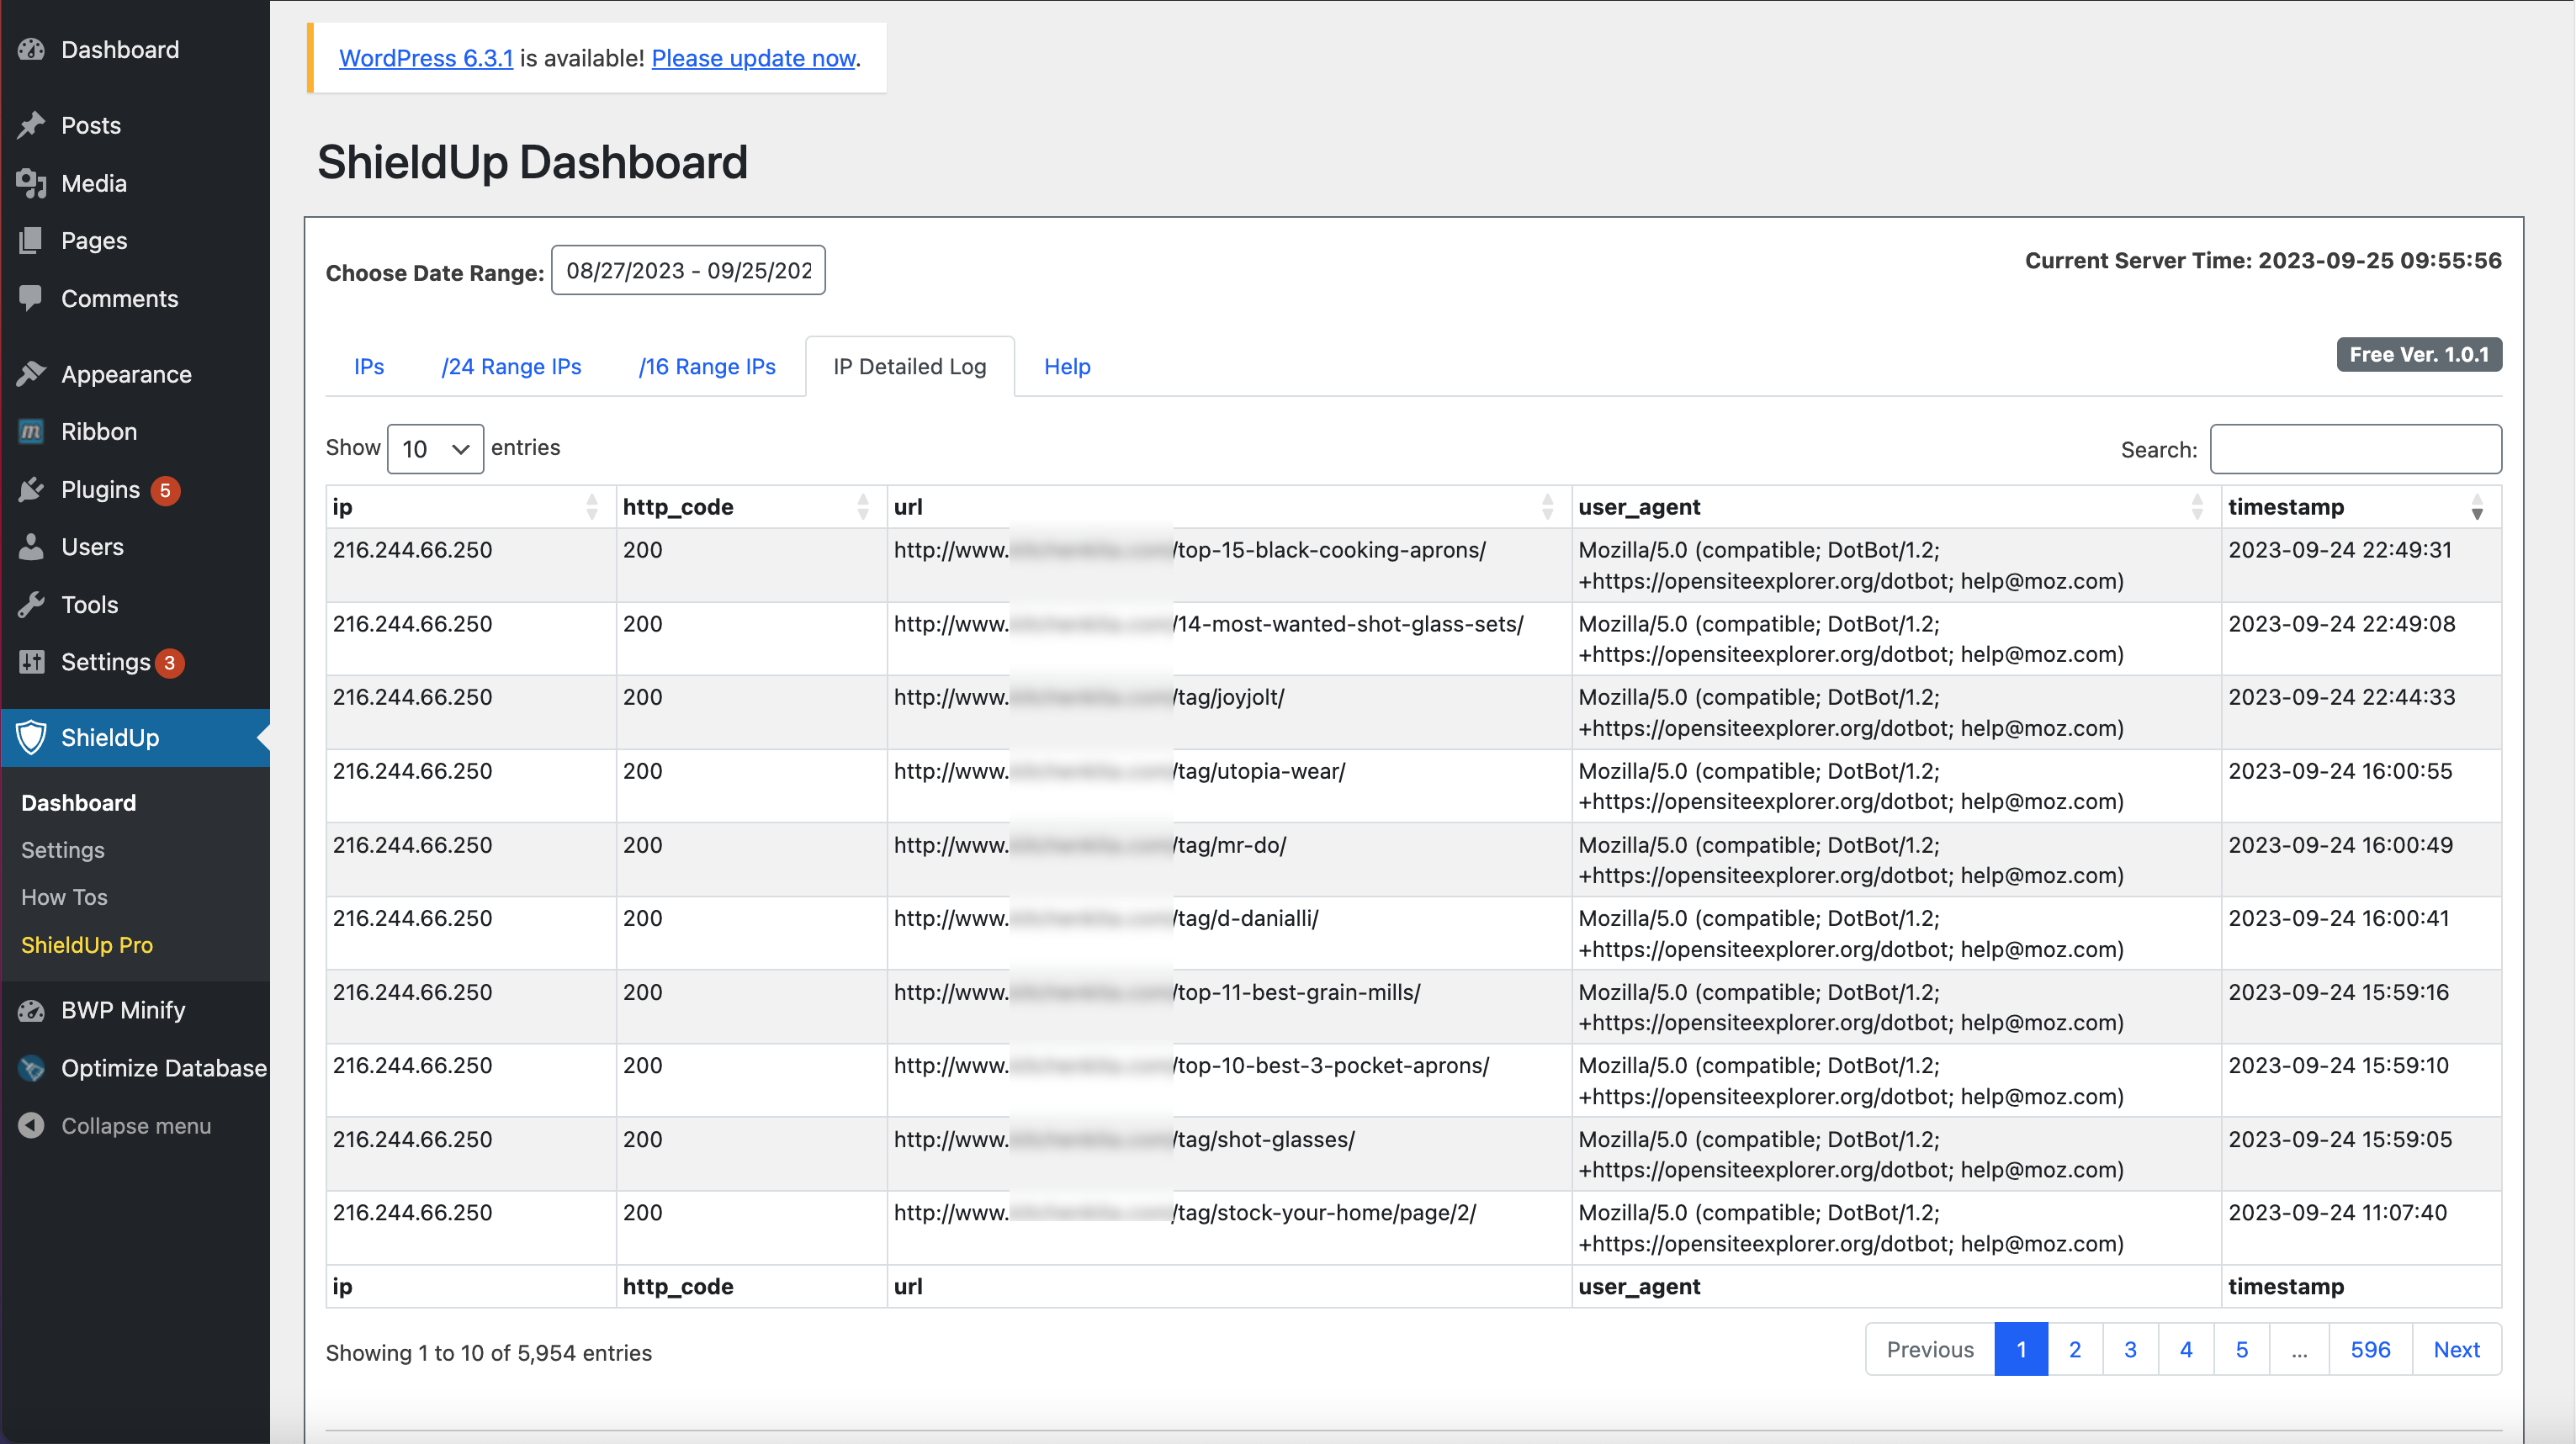 Dashboard
Posts
Media
Pages
Comments
Appearance
Ribbon
Plugins 5
Users
Tools
Settings 3
ShieldUp
Dashboard
Settings
How Tos
ShieldUp Pro
BWP Minify
Optimize Database
Collapse menu
WordPress 6.3.1 is available! Please update now.
ShieldUp Dashboard
Choose Date Range: 08/27/2023 - 09/25/202
Current Server Time: 2023-09-25 09:55:56
IPs /24 Range IPs /16 Range IPs IP Detailed Log Help
Free Ver. 1.0.1
Show 10 entries
Search:
ip http_code url user_agent timestamp
216.244.66.250 200 http://www. /top-15-black-cooking-aprons/ Mozilla/5.0 (compatible; DotBot/1.2; 2023-09-24 22:49:31
+https://opensiteexplorer.org/dotbot; help@moz.com)
216.244.66.250 200 http://www. /14-most-wanted-shot-glass-sets/ Mozilla/5.0 (compatible; DotBot/1.2; 2023-09-24 22:49:08
+https://opensiteexplorer.org/dotbot; help@moz.com)
216.244.66.250 200 http://www. /tag/joyjolt/ Mozilla/5.0 (compatible; DotBot/1.2; 2023-09-24 22:44:33
+https://opensiteexplorer.org/dotbot; help@moz.com)
216.244.66.250 200 http://www. /tag/utopia-wear/ Mozilla/5.0 (compatible; DotBot/1.2; 2023-09-24 16:00:55
+https://opensiteexplorer.org/dotbot; help@moz.com)
216.244.66.250 200 http://www. /tag/mr-do/ Mozilla/5.0 (compatible; DotBot/1.2; 2023-09-24 16:00:49
+https://opensiteexplorer.org/dotbot; help@moz.com)
216.244.66.250 200 http://www. /tag/d-danialli/ Mozilla/5.0 (compatible; DotBot/1.2; 2023-09-24 16:00:41
+https://opensiteexplorer.org/dotbot; help@moz.com)
216.244.66.250 200 http://www. /top-11-best-grain-mills/ Mozilla/5.0 (compatible; DotBot/1.2; 2023-09-24 15:59:16
+https://opensiteexplorer.org/dotbot; help@moz.com)
216.244.66.250 200 http://www. /top-10-best-3-pocket-aprons/ Mozilla/5.0 (compatible; DotBot/1.2; 2023-09-24 15:59:10
+https://opensiteexplorer.org/dotbot; help@moz.com)
216.244.66.250 200 http://www. /tag/shot-glasses/ Mozilla/5.0 (compatible; DotBot/1.2; 2023-09-24 15:59:05
+https://opensiteexplorer.org/dotbot; help@moz.com)
216.244.66.250 200 http://www. /tag/stock-your-home/page/2/ Mozilla/5.0 (compatible; DotBot/1.2; 2023-09-24 11:07:40
+https://opensiteexplorer.org/dotbot; help@moz.com)
ip http_code url user_agent timestamp
Showing 1 to 10 of 5,954 entries
Previous 1 2 3 4 5 ... 596 Next